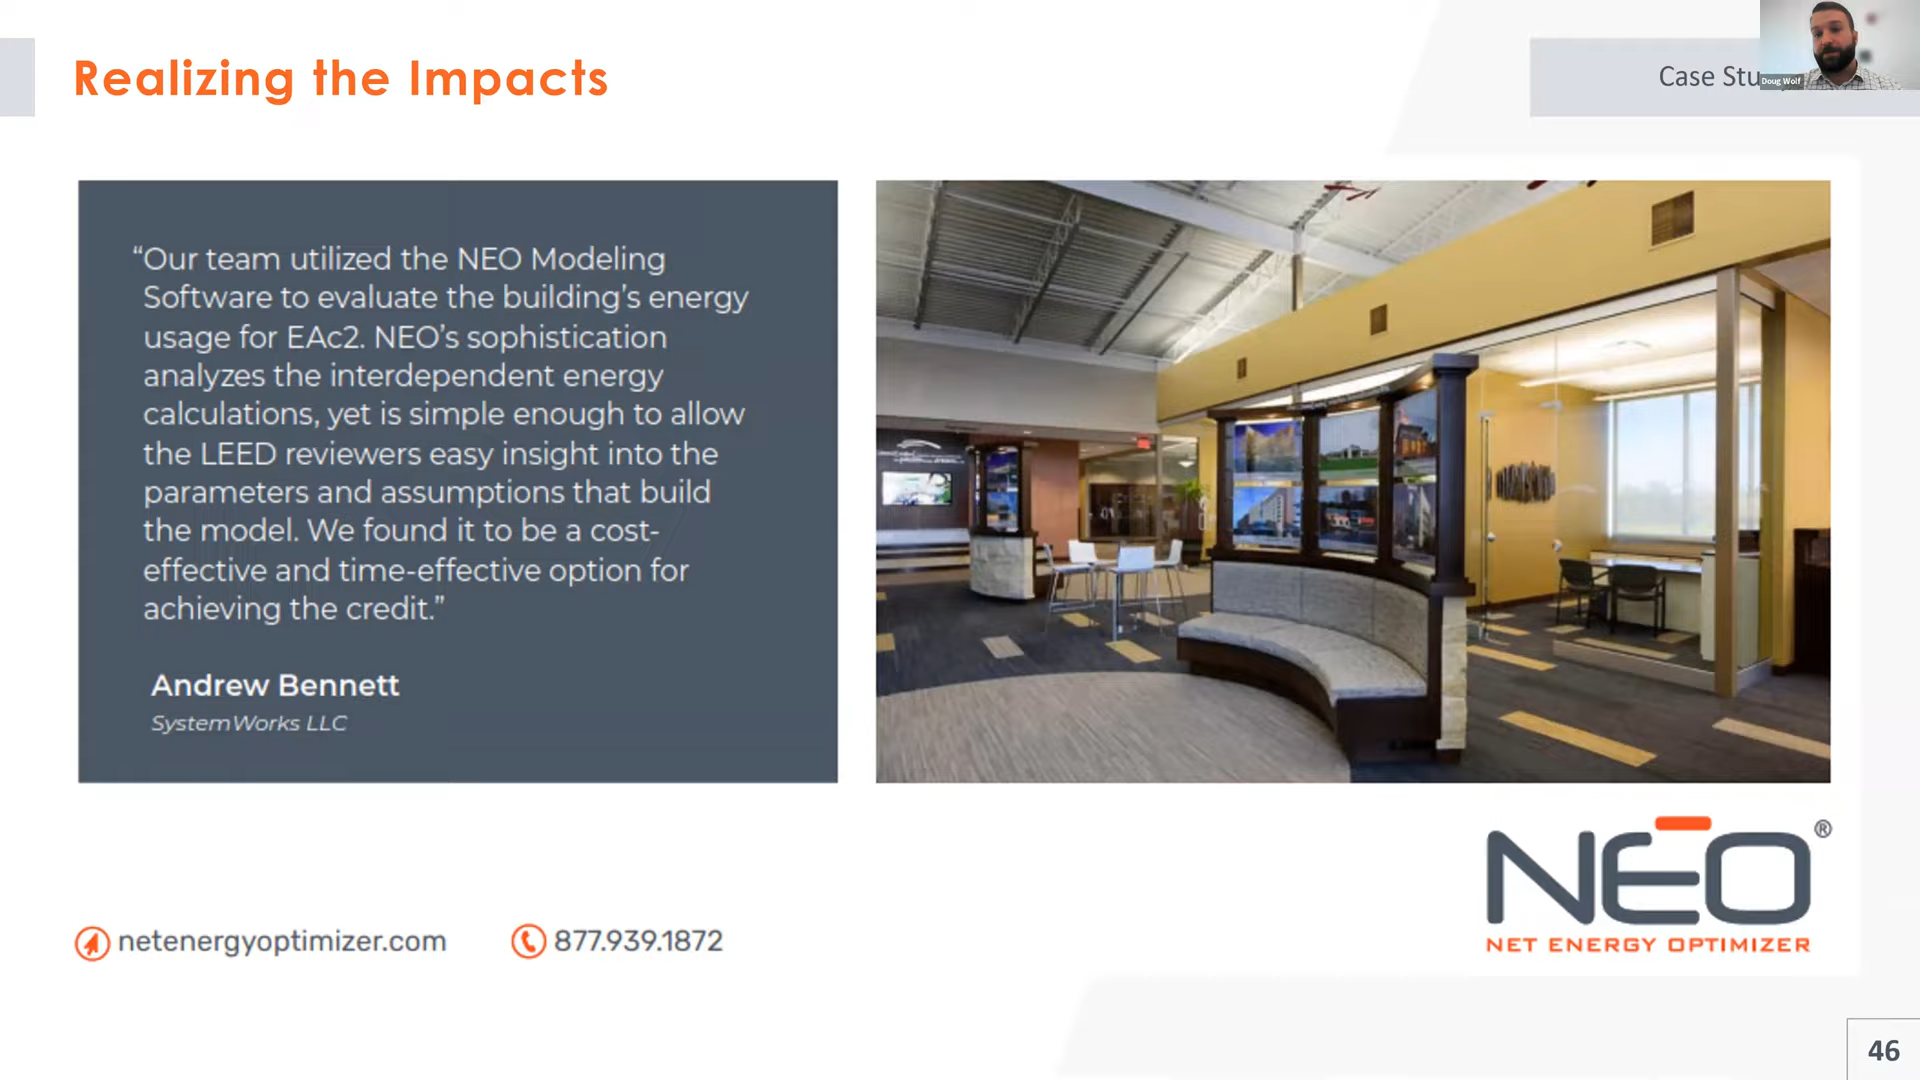 Realizing the Impacts
Case Stu
Doug Wolf
“Our team utilized the NEO Modeling
Software to evaluate the building’s energy
usage for EAc2. NEO’s sophistication
analyzes the interdependent energy
calculations, yet is simple enough to allow
the LEED reviewers easy insight into the
parameters and assumptions that build
the model. We found it to be a cost-
effective and time-effective option for
achieving the credit.”
Andrew Bennett
SystemWorks LLC
netenergyoptimizer.com
877.939.1872
NEO®
NET ENERGY OPTIMIZER
46